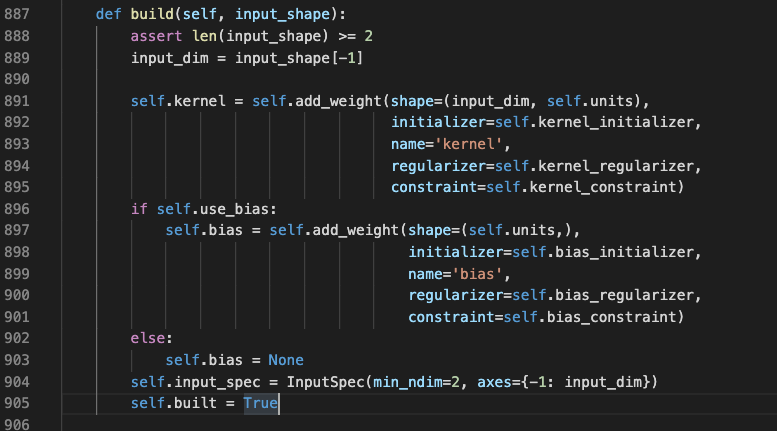 887 def build(self, input_shape):
888 assert len(input_shape) >= 2
889 input_dim = input_shape[-1]
890
891 self.kernel = self.add_weight(shape=(input_dim, self.units),
892 initializer=self.kernel_initializer,
893 name='kernel',
894 regularizer=self.kernel_regularizer,
895 constraint=self.kernel_constraint)
896 if self.use_bias:
897 self.bias = self.add_weight(shape=(self.units,),
898 initializer=self.bias_initializer,
899 name='bias',
900 regularizer=self.bias_regularizer,
901 constraint=self.bias_constraint)
902 else:
903 self.bias = None
904 self.input_spec = InputSpec(min_ndim=2, axes={-1: input_dim})
905 self.built = True
906